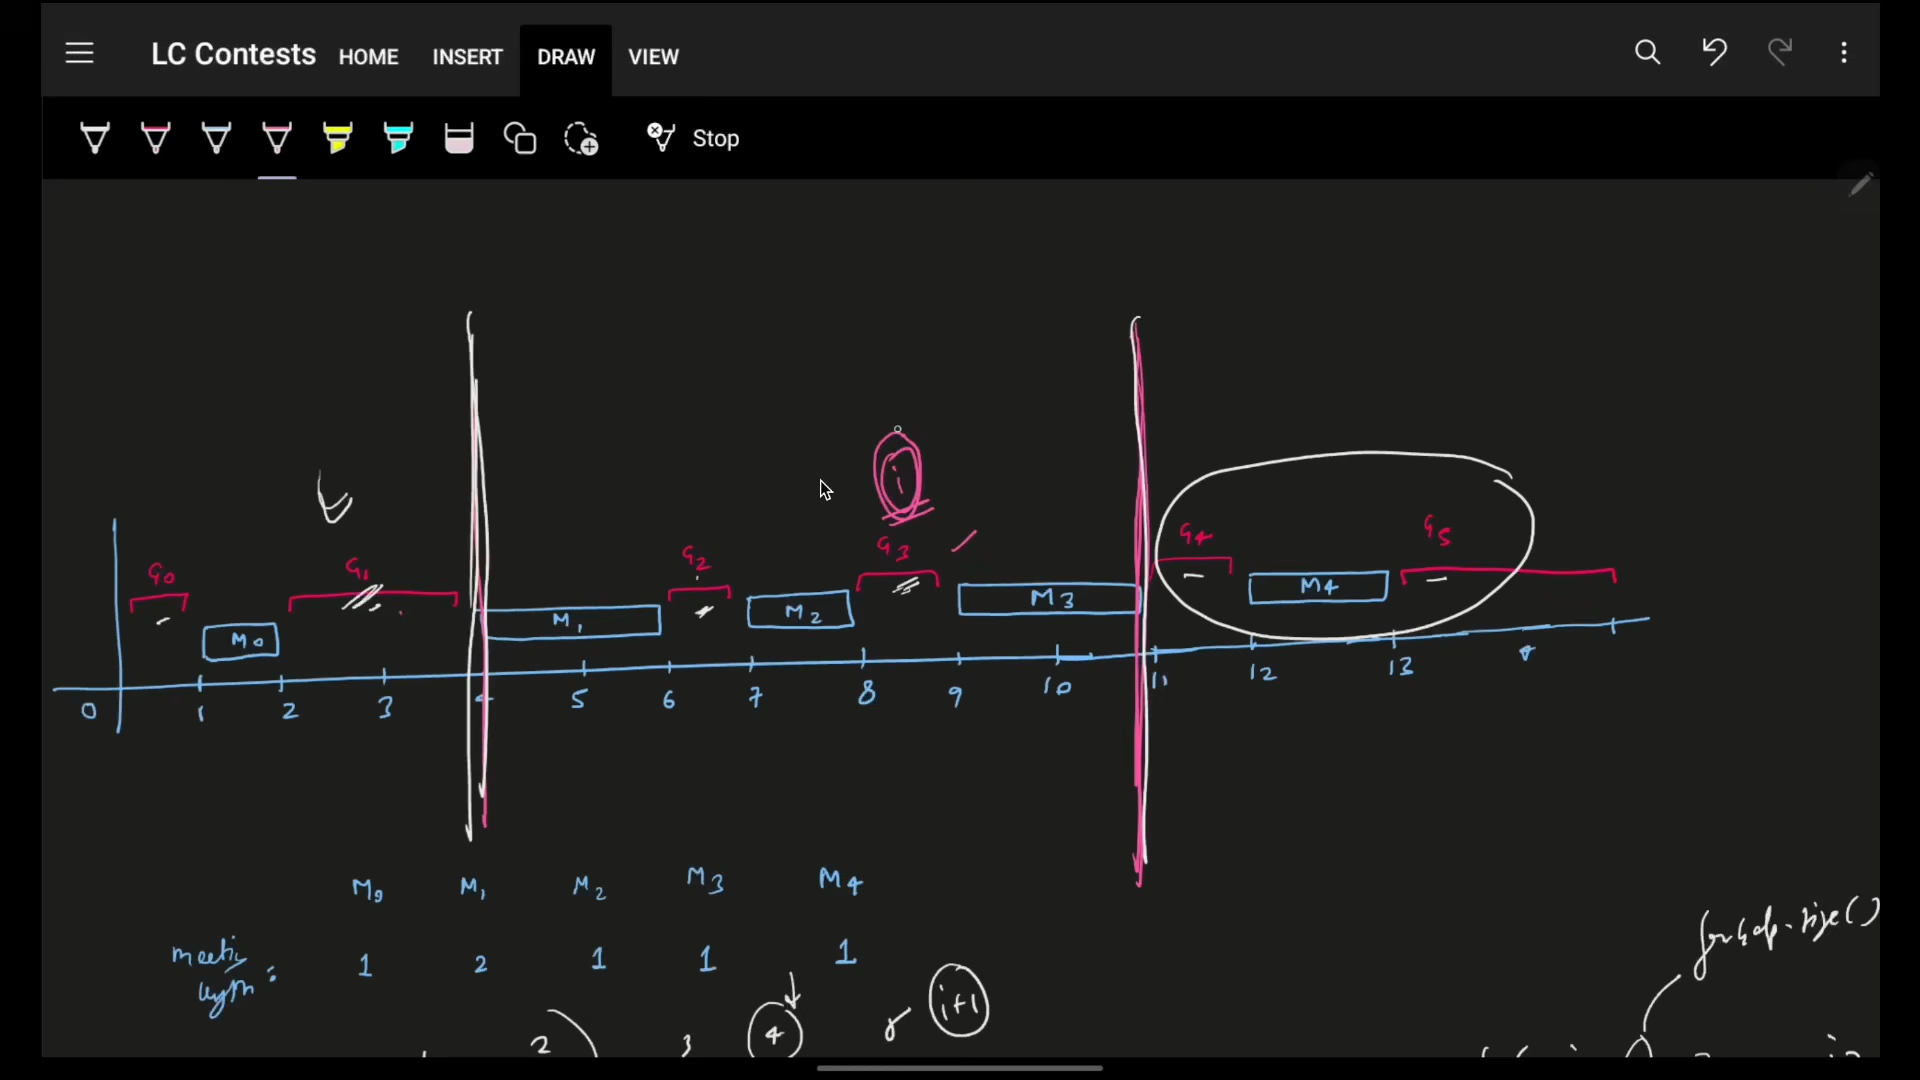 LC Contests HOME INSERT DRAW VIEW
Stop
i
G0 G1 G2 G3 G4 G5
M0 M1 M2 M3 M4
0 1 2 3 4 5 6 7 8 9 10 11 12 13
M0 M1 M2 M3 M4
1 2 1 1 1
2 3 4 i+1